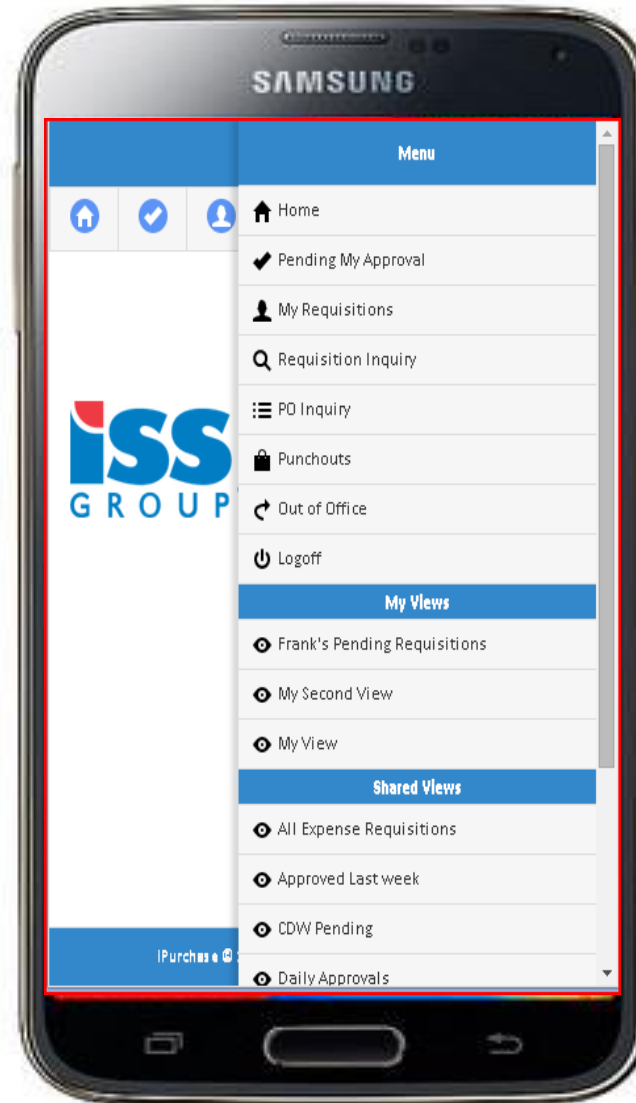 SAMSUNG
Menu
Home
Pending My Approval
My Requisitions
Requisition Inquiry
PO Inquiry
Punchouts
Out of Office
Logoff
My Views
Frank's Pending Requisitions
My Second View
My View
Shared Views
All Expense Requisitions
Approved Last week
CDW Pending
Daily Approvals
ISS
GROUP
iPurchase ©